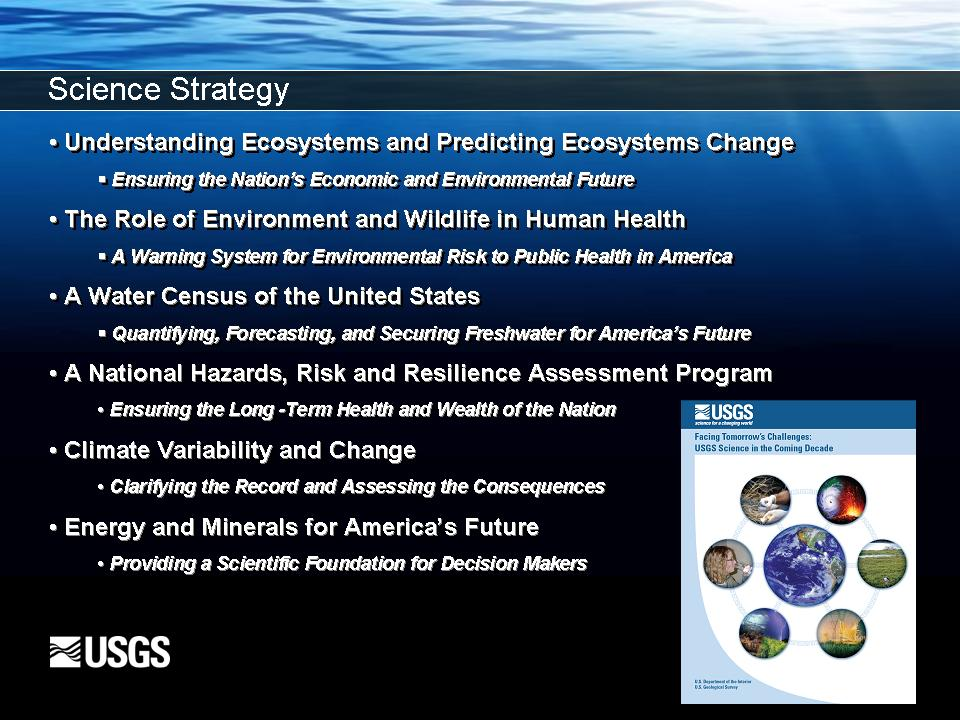 Science Strategy
• Understanding Ecosystems and Predicting Ecosystems Change
▪ Ensuring the Nation's Economic and Environmental Future
• The Role of Environment and Wildlife in Human Health
▪ A Warning System for Environmental Risk to Public Health in America
• A Water Census of the United States
▪ Quantifying, Forecasting, and Securing Freshwater for America's Future
• A National Hazards, Risk and Resilience Assessment Program
• Ensuring the Long -Term Health and Wealth of the Nation
• Climate Variability and Change
• Clarifying the Record and Assessing the Consequences
• Energy and Minerals for America's Future
• Providing a Scientific Foundation for Decision Makers
USGS
USGS
science for a changing world
Facing Tomorrow's Challenges:
USGS Science in the Coming Decade
U.S. Department of the Interior
U.S. Geological Survey